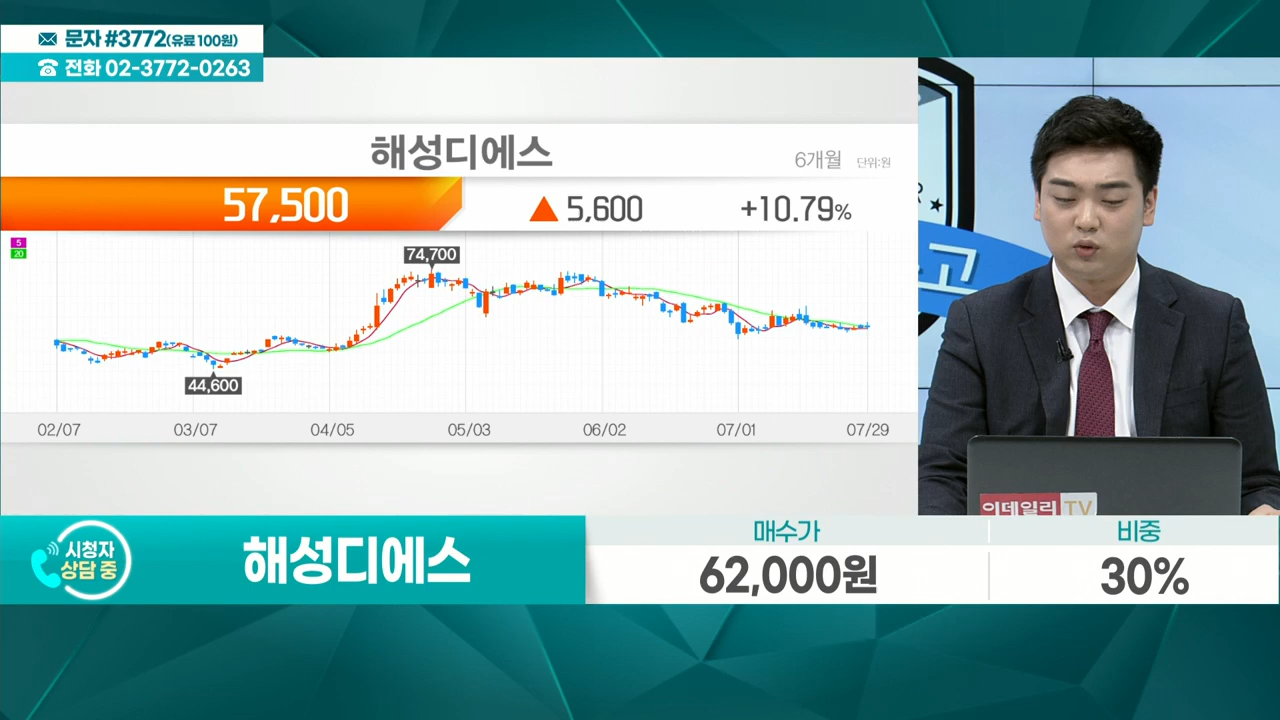 문자 #3772(유료 100원)
전화 02-3772-0263
해성디에스
6개월 단위:원
57,500 ▲ 5,600 +10.79%
5
20
74,700
44,600
02/07 03/07 04/05 05/03 06/02 07/01 07/29
고
이데일리 TV
시청자
상담 중
해성디에스
매수가 비중
62,000원 30%